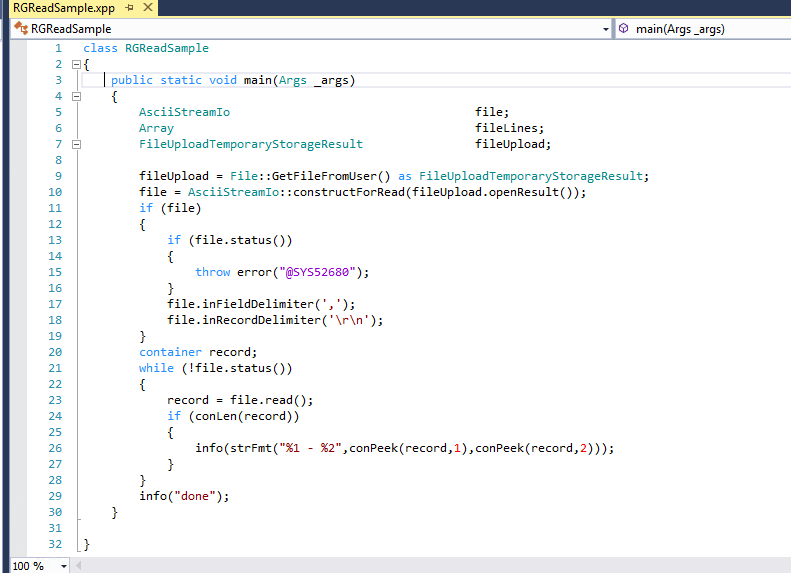 RGReadSample.xpp
RGReadSample main(Args _args)
1 class RGReadSample
2 {
3 public static void main(Args _args)
4 {
5 AsciiStreamIo file;
6 Array fileLines;
7 FileUploadTemporaryStorageResult fileUpload;
8
9 fileUpload = File::GetFileFromUser() as FileUploadTemporaryStorageResult;
10 file = AsciiStreamIo::constructForRead(fileUpload.openResult());
11 if (file)
12 {
13 if (file.status())
14 {
15 throw error("@SYS52680");
16 }
17 file.inFieldDelimiter(',');
18 file.inRecordDelimiter('\r\n');
19 }
20 container record;
21 while (!file.status())
22 {
23 record = file.read();
24 if (conLen(record))
25 {
26 info(strFmt("%1 - %2",conPeek(record,1),conPeek(record,2)));
27 }
28 }
29 info("done");
30 }
31
32 }
100 %